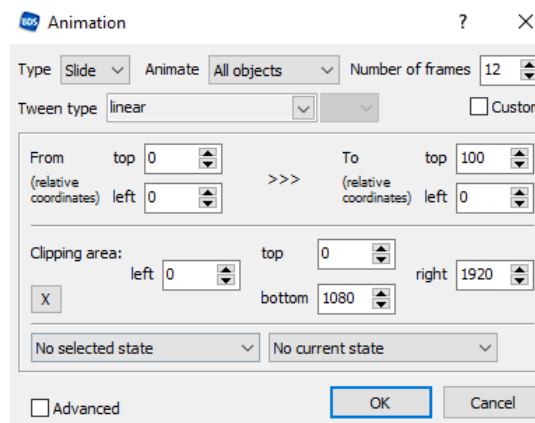 BDS Animation ? X
Type Slide Animate All objects Number of frames 12
Tween type linear Custom
From top 0 To top 100
(relative coordinates) left 0 >>> (relative coordinates) left 0
Clipping area: top 0
left 0 right 1920
X bottom 1080
No selected state No current state
Advanced OK Cancel